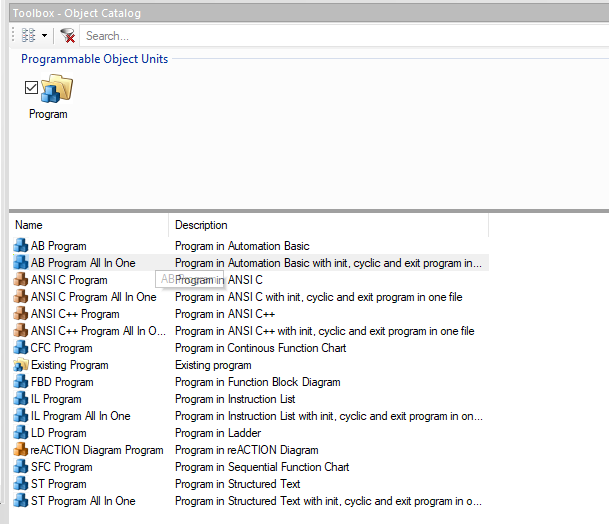 Toolbox - Object Catalog
Search...
Programmable Object Units
Program
Name Description
AB Program Program in Automation Basic
AB Program All In One Program in Automation Basic with init, cyclic and exit program in...
ANSI C Program Program in ANSI C
ANSI C Program All In One Program in ANSI C with init, cyclic and exit program in one file
ANSI C++ Program Program in ANSI C++
ANSI C++ Program All In O... Program in ANSI C++ with init, cyclic and exit program in one file
CFC Program Program in Continous Function Chart
Existing Program Existing program
FBD Program Program in Function Block Diagram
IL Program Program in Instruction List
IL Program All In One Program in Instruction List with init, cyclic and exit program in on...
LD Program Program in Ladder
reACTION Diagram Program Program in reACTION Diagram
SFC Program Program in Sequential Function Chart
ST Program Program in Structured Text
ST Program All In One Program in Structured Text with init, cyclic and exit program in o...